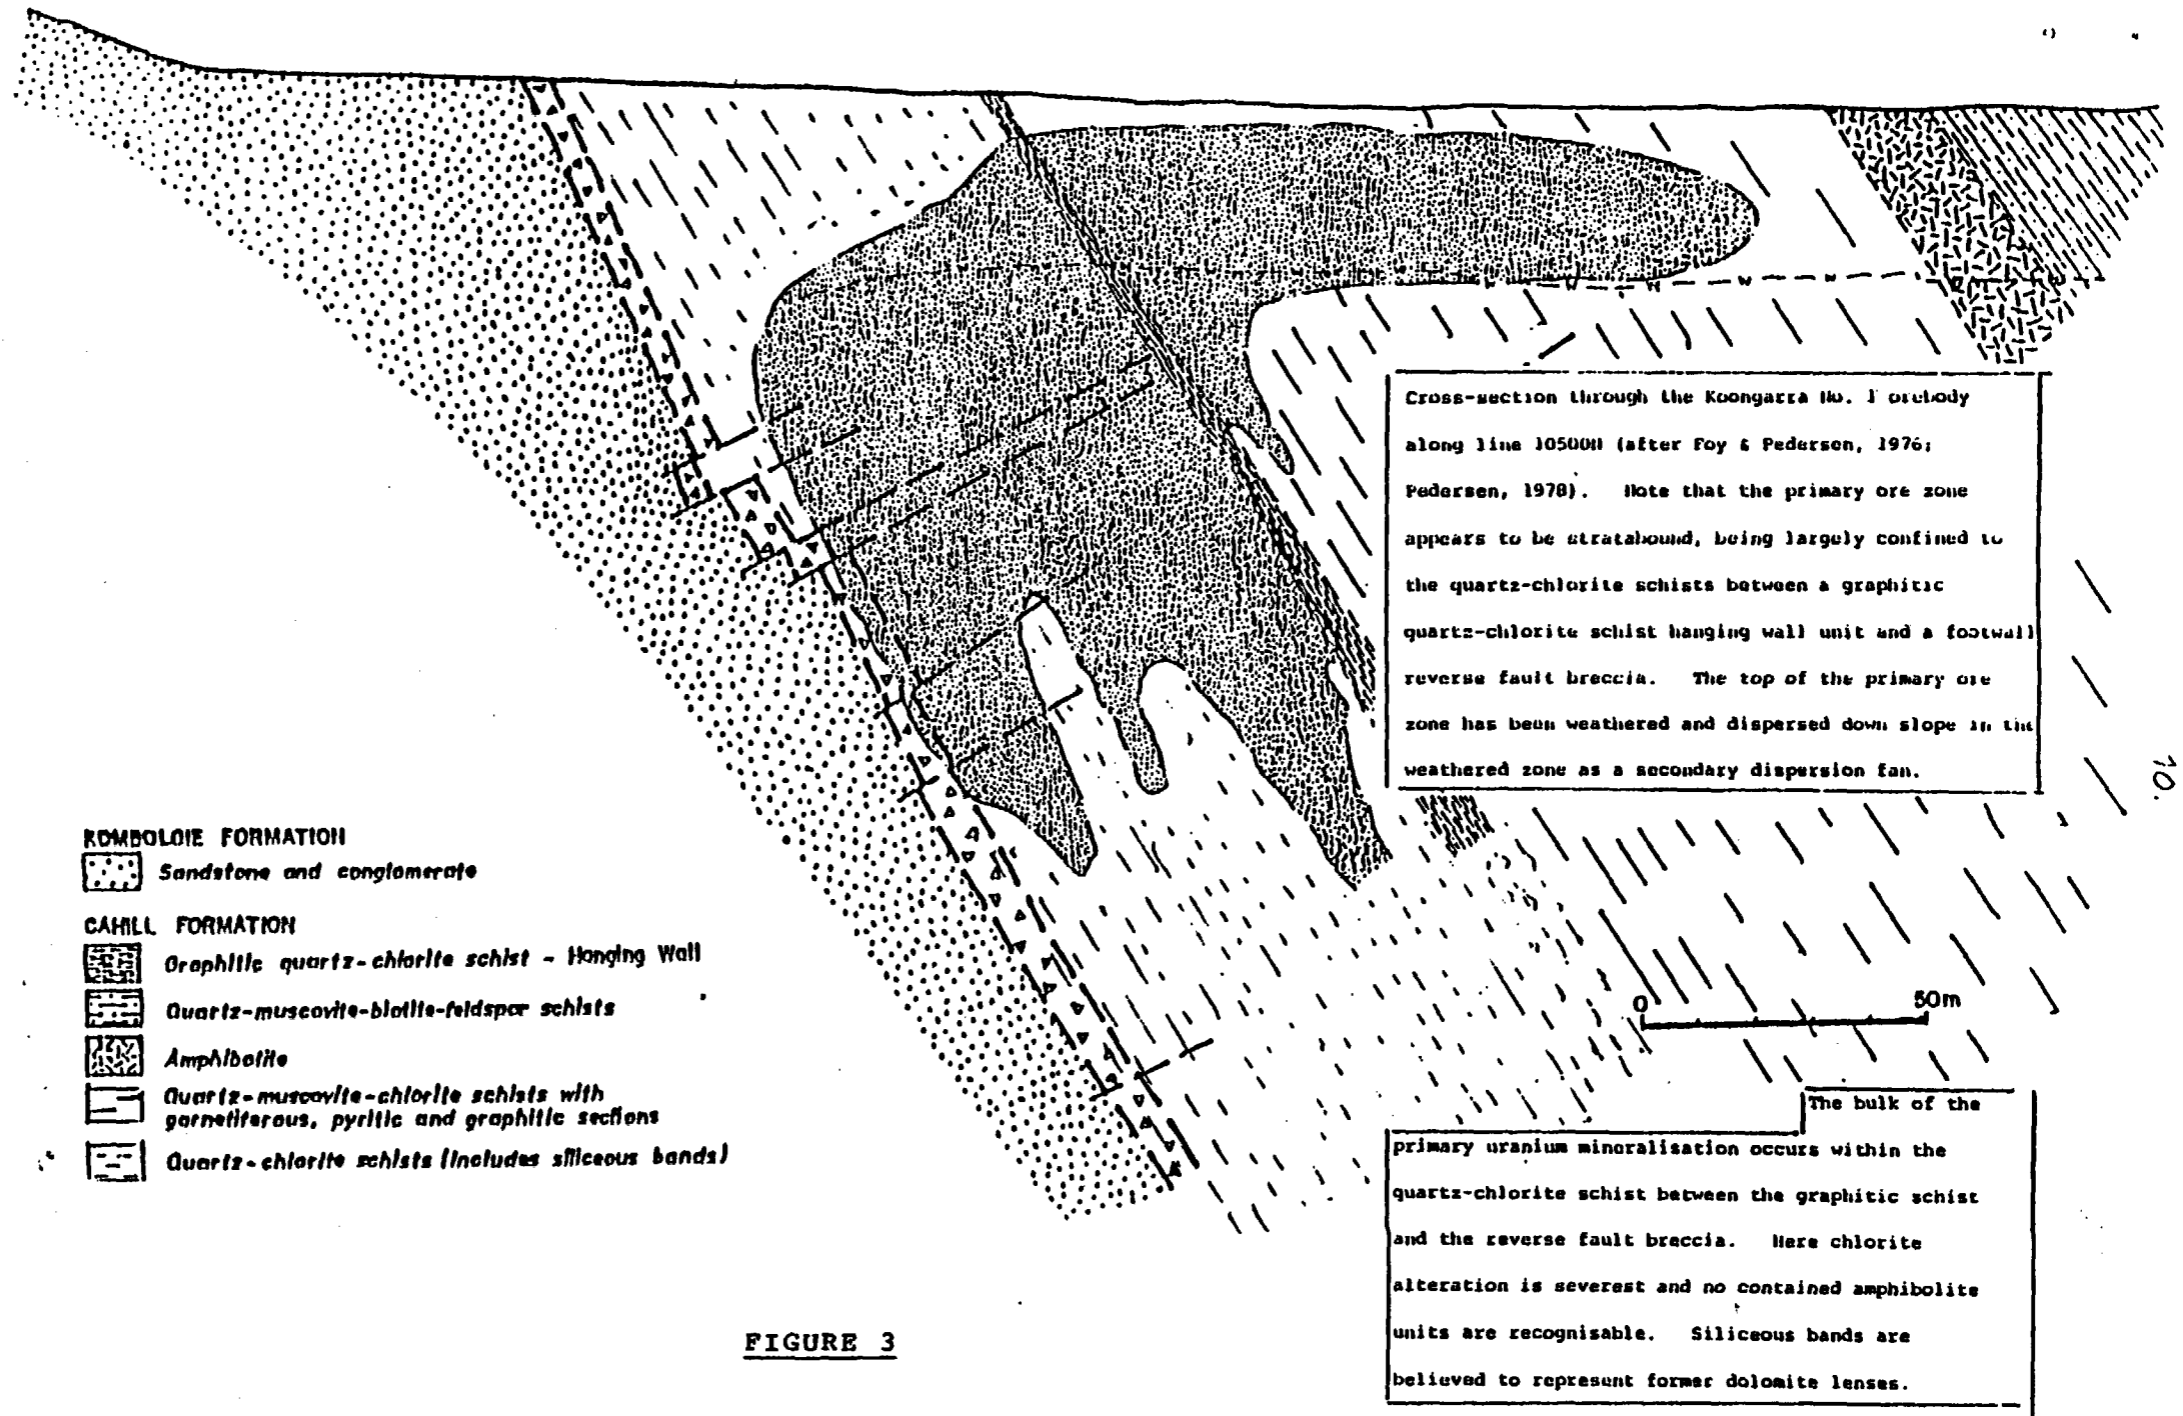 Cross-section through the Koongarra No. 1 orebody
along line 10500N (after Foy & Pederson, 1976;
Pedersen, 1978). Note that the primary ore zone
appears to be stratabound, being largely confined to
the quartz-chlorite schists between a graphitic
quartz-chlorite schist hanging wall unit and a footwall
reverse fault breccia. The top of the primary ore
zone has been weathered and dispersed down slope in the
weathered zone as a secondary dispersion fan.
10.
KOMBOLGIE FORMATION
Sandstone and conglomerate
CAHILL FORMATION
Graphitic quartz-chlorite schist - Hanging Wall
Quartz-muscovite-biotite-feldspar schists
Amphibolite
Quartz-muscovite-chlorite schists with
garnetiferous, pyritic and graphitic sections
Quartz-chlorite schists (includes siliceous bands)
0 50m
The bulk of the
primary uranium mineralisation occurs within the
quartz-chlorite schist between the graphitic schist
and the reverse fault breccia. Here chlorite
alteration is severest and no contained amphibolite
units are recognisable. Siliceous bands are
believed to represent former dolomite lenses.
FIGURE 3